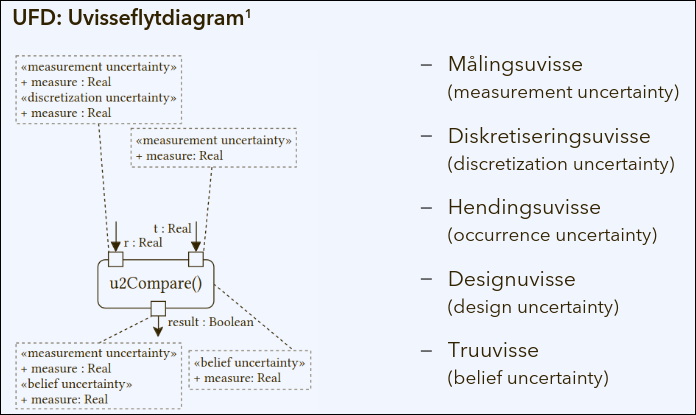 UFD: Uvisseflytdiagram¹
«measurement uncertainty»
+ measure : Real
«discretization uncertainty»
+ measure : Real
«measurement uncertainty»
+ measure: Real
t : Real
r : Real
u2Compare()
result : Boolean
«measurement uncertainty»
+ measure : Real
«belief uncertainty»
+ measure: Real
«belief uncertainty»
+ measure: Real
– Målingsuvisse
(measurement uncertainty)
– Diskretiseringsuvisse
(discretization uncertainty)
– Hendingsuvisse
(occurrence uncertainty)
– Designuvisse
(design uncertainty)
– Truuvisse
(belief uncertainty)